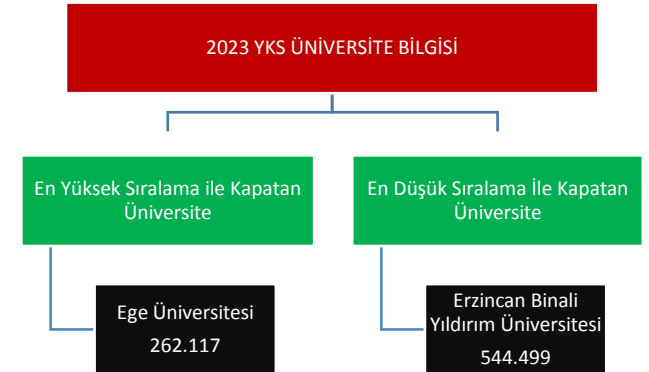 2023 YKS ÜNİVERSİTE BİLGİSİ
En Yüksek Sıralama ile Kapatan
Üniversite
Ege Üniversitesi
262.117
En Düşük Sıralama İle Kapatan
Üniversite
Erzincan Binali
Yıldırım Üniversitesi
544.499